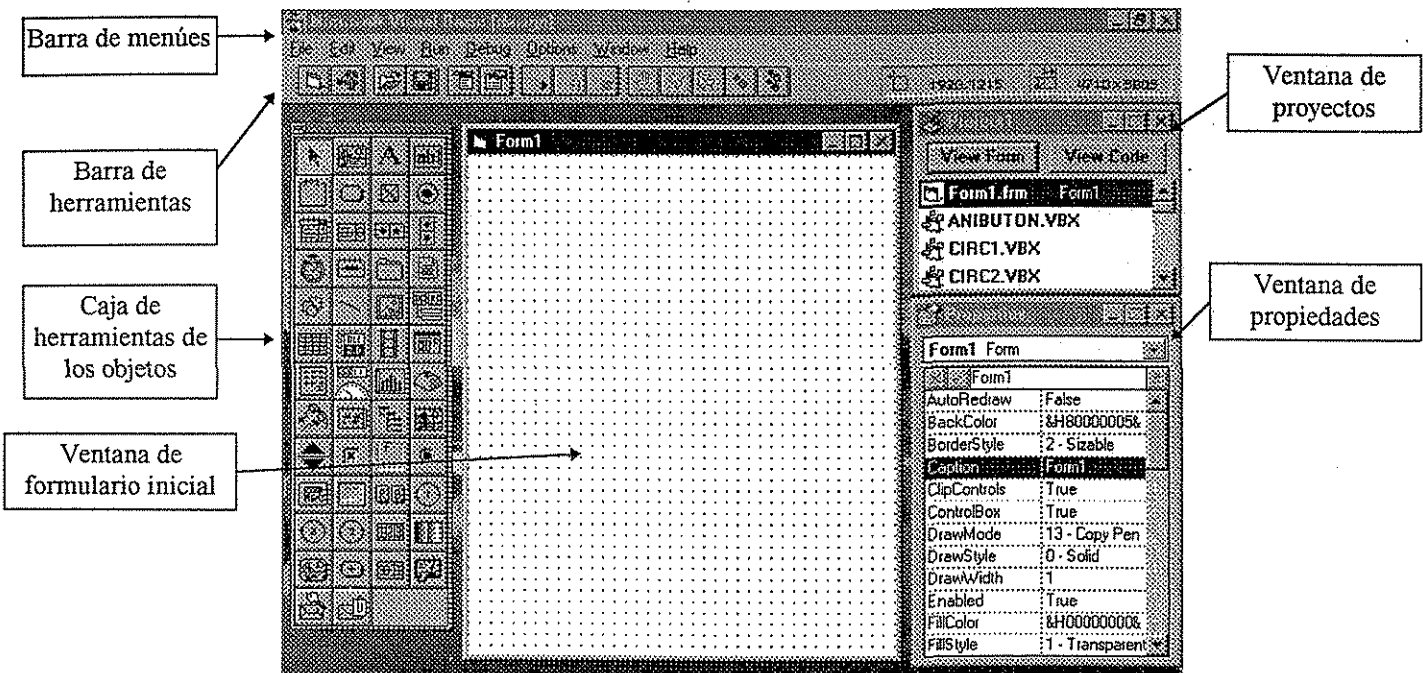 Barra de menúes
Barra de
herramientas
Caja de
herramientas de
los objetos
Ventana de
formulario inicial
File Edit View Run Debug Options Window Help
Form1
Ventana de
proyectos
View Form View Code
Form1.frm Form1
ANIBUTON.VBX
CIRC1.VBX
CIRC2.VBX
Ventana de
propiedades
Form1 Form
Form1
AutoRedraw False
BackColor &H80000005&
BorderStyle 2 - Sizable
Caption Form1
ClipControls True
ControlBox True
DrawMode 13 - Copy Pen
DrawStyle 0 - Solid
DrawWidth 1
Enabled True
FillColor &H00000000&
FillStyle 1 - Transparent